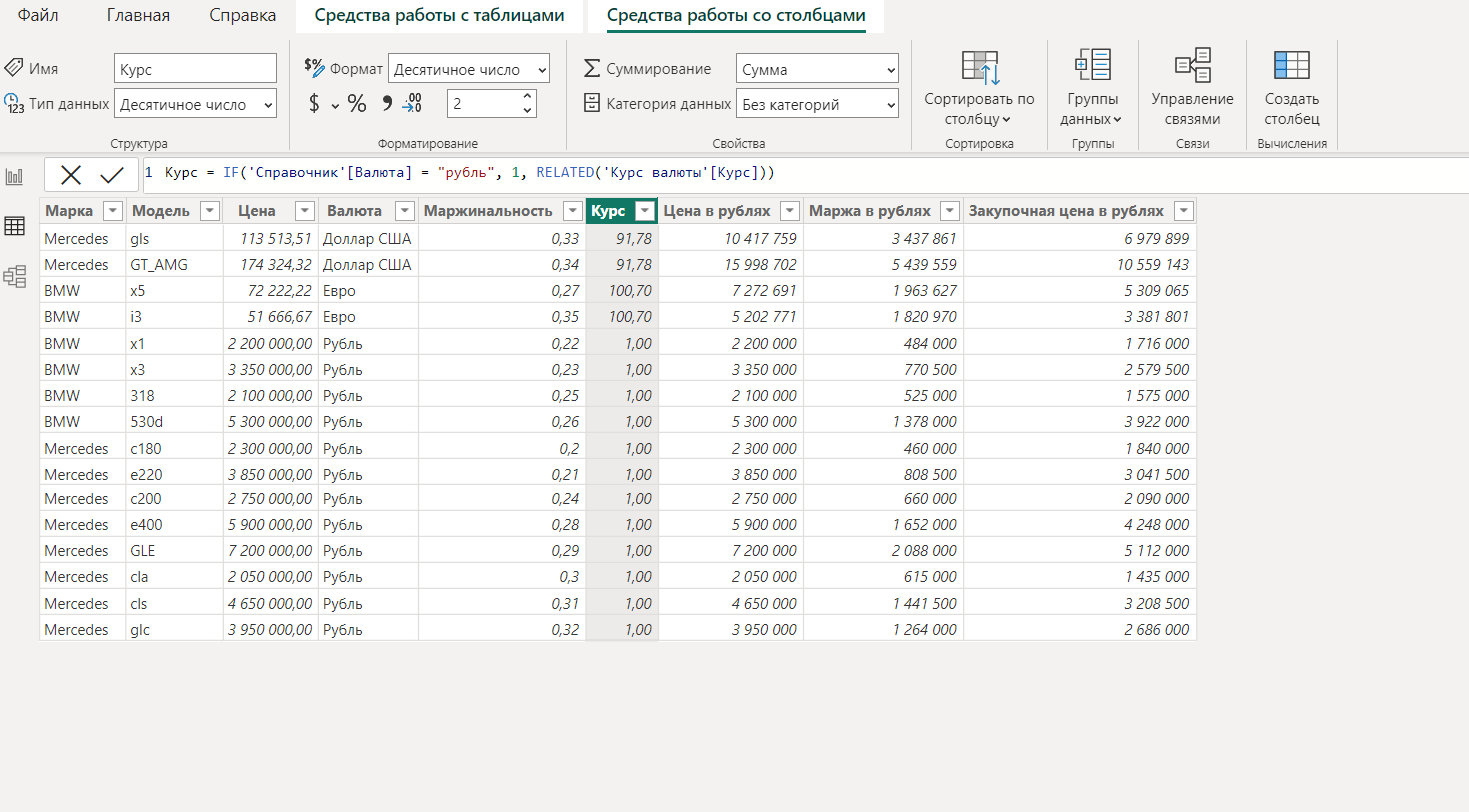 Файл Главная Справка Средства работы с таблицами Средства работы со столбцами
Имя Курс $% Формат Десятичное число Суммирование Сумма
Тип данных Десятичное число $ % 2 Категория данных Без категорий
Сортировать по столбцу
Группы данных
Управление связями
Создать столбец
Структура Форматирование Свойства Сортировка Группы Связи Вычисления
1 Курс = IF('Справочник'[Валюта] = "рубль", 1, RELATED('Курс валюты'[Курс]))
Марка Модель Цена Валюта Маржинальность Курс Цена в рублях Маржа в рублях Закупочная цена в рублях
Mercedes gls 113 513,51 Доллар США 0,33 91,78 10 417 759 3 437 861 6 979 899
Mercedes GT_AMG 174 324,32 Доллар США 0,34 91,78 15 998 702 5 439 559 10 559 143
BMW x5 72 222,22 Евро 0,27 100,70 7 272 691 1 963 627 5 309 065
BMW i3 51 666,67 Евро 0,35 100,70 5 202 771 1 820 970 3 381 801
BMW x1 2 200 000,00 Рубль 0,22 1,00 2 200 000 484 000 1 716 000
BMW x3 3 350 000,00 Рубль 0,23 1,00 3 350 000 770 500 2 579 500
BMW 318 2 100 000,00 Рубль 0,25 1,00 2 100 000 525 000 1 575 000
BMW 530d 5 300 000,00 Рубль 0,26 1,00 5 300 000 1 378 000 3 922 000
Mercedes c180 2 300 000,00 Рубль 0,2 1,00 2 300 000 460 000 1 840 000
Mercedes e220 3 850 000,00 Рубль 0,21 1,00 3 850 000 808 500 3 041 500
Mercedes c200 2 750 000,00 Рубль 0,24 1,00 2 750 000 660 000 2 090 000
Mercedes e400 5 900 000,00 Рубль 0,28 1,00 5 900 000 1 652 000 4 248 000
Mercedes GLE 7 200 000,00 Рубль 0,29 1,00 7 200 000 2 088 000 5 112 000
Mercedes cla 2 050 000,00 Рубль 0,3 1,00 2 050 000 615 000 1 435 000
Mercedes cls 4 650 000,00 Рубль 0,31 1,00 4 650 000 1 441 500 3 208 500
Mercedes glc 3 950 000,00 Рубль 0,32 1,00 3 950 000 1 264 000 2 686 000